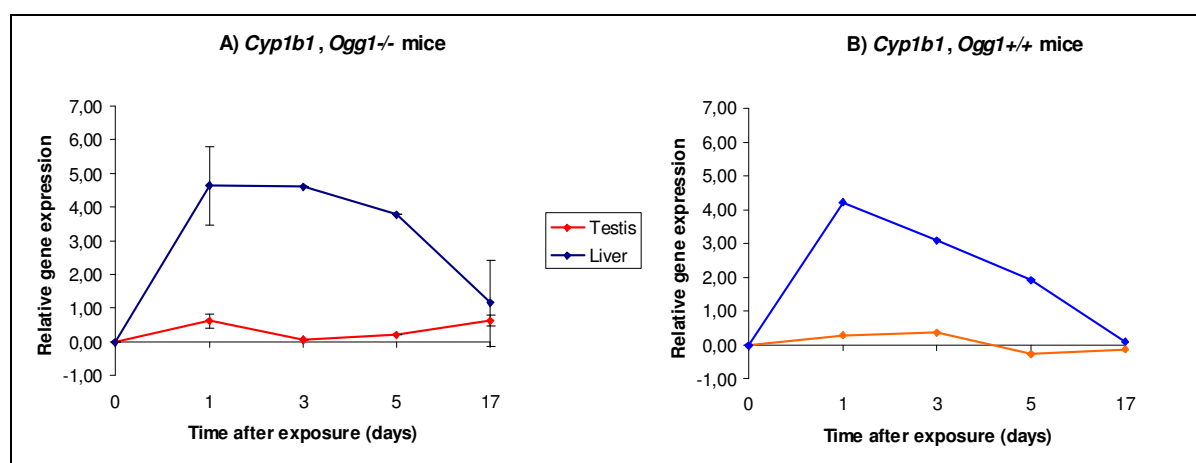 A) Cyp1b1 , Ogg1-/- mice
7,00
6,00
5,00
4,00
3,00
2,00
1,00
0,00
-1,00
Relative gene expression
0 1 3 5 17
Time after exposure (days)
Testis
Liver
B) Cyp1b1 , Ogg1+/+ mice
7,00
6,00
5,00
4,00
3,00
2,00
1,00
0,00
-1,00
Relative gene expression
0 1 3 5 17
Time after exposure (days)